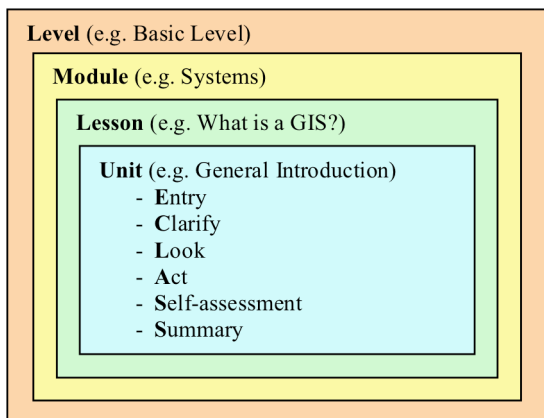 Level (e.g. Basic Level)
Module (e.g. Systems)
Lesson (e.g. What is a GIS?)
Unit (e.g. General Introduction)
- Entry
- Clarify
- Look
- Act
- Self-assessment
- Summary